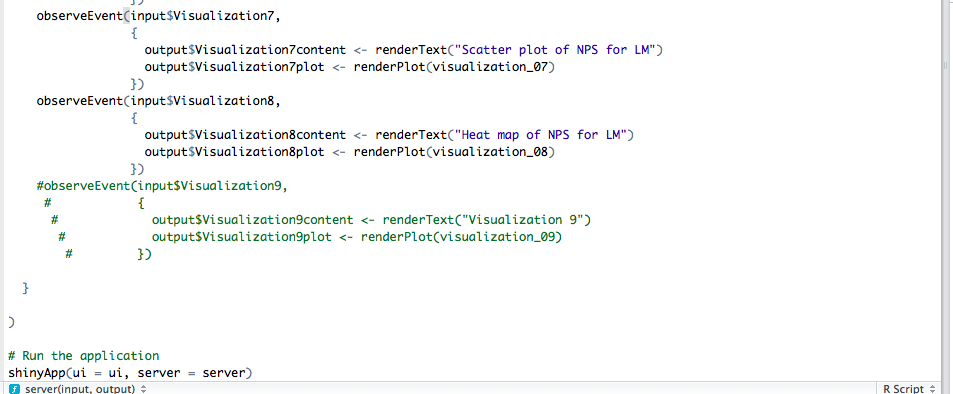 })
observeEvent(input$Visualization7,
{
output$Visualization7content <- renderText("Scatter plot of NPS for LM")
output$Visualization7plot <- renderPlot(visualization_07)
})
observeEvent(input$Visualization8,
{
output$Visualization8content <- renderText("Heat map of NPS for LM")
output$Visualization8plot <- renderPlot(visualization_08)
})
#observeEvent(input$Visualization9,
# {
# output$Visualization9content <- renderText("Visualization 9")
# output$Visualization9plot <- renderPlot(visualization_09)
# })
}
)
# Run the application
shinyApp(ui = ui, server = server)
server(input, output) R Script